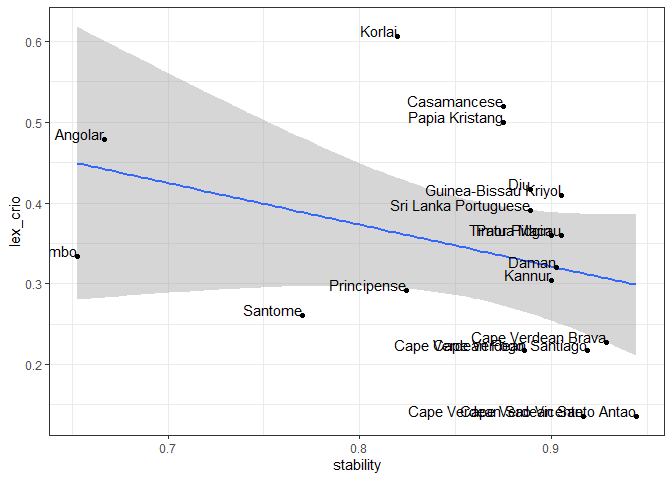 0.6
Korlai
Casamancese
0.5
Papia Kristang
Angolar
Diu
Guinea-Bissau Kriyol
0.4
Sri Lanka Portuguese
mbo
Daman
0.3
Kannur
Principense
Santome
Cape Verdean Brava
0.2
Santiago
Santo Antao
0.7
0.8
0.9
stability
lex_crio